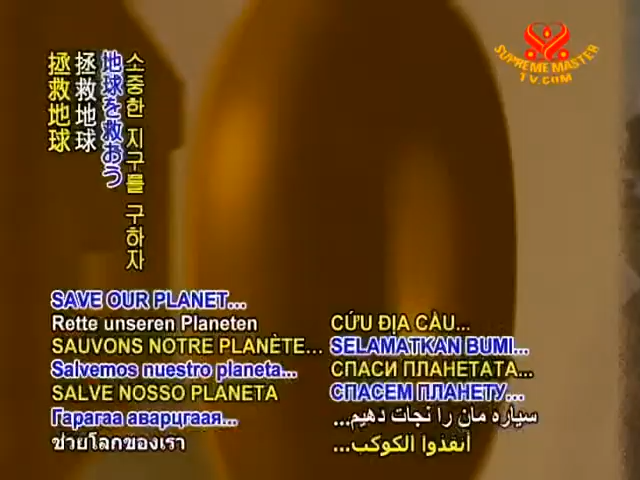 拯救地球
拯救地球
地球を救おう
소중한 지구를 구하자
SUPREME MASTER
TV.COM
SAVE OUR PLANET...
Rette unseren Planeten
SAUVONS NOTRE PLANÈTE...
Salvemos nuestro planeta...
SALVE NOSSO PLANETA
Гарагаа аварцгаая...
ช่วยโลกของเรา
CỨU ĐỊA CẦU...
SELAMATKAN BUMI...
СПАСИ ПЛАНЕТАТА...
СПАСЕМ ПЛАНЕТУ...
سیاره مان را نجات دهیم...
أنقذوا الكوكب...